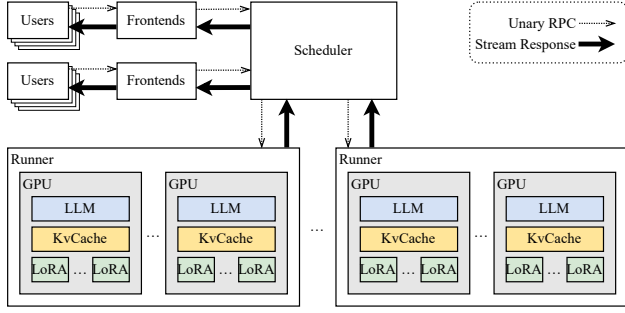 Users
Frontends
Scheduler
Unary RPC
Stream Response
Users
Frontends
Runner
GPU
LLM
KvCache
LoRA ... LoRA
...
GPU
LLM
KvCache
LoRA ... LoRA
...
Runner
GPU
LLM
KvCache
LoRA ... LoRA
...
GPU
LLM
KvCache
LoRA ... LoRA